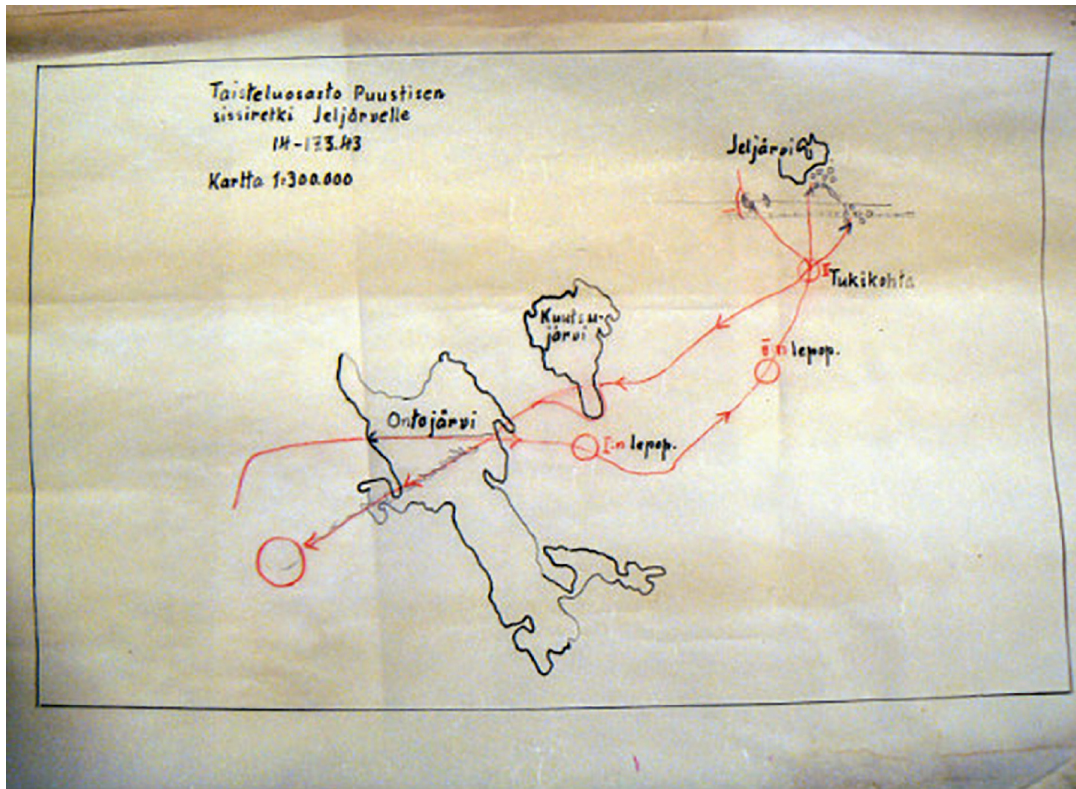 Taisteluosasto Puustisen
sissiretki Jeljärvelle
14-17.3.43
Kartta 1:300.000
Jeljärvi
Tukikohta
Kuutsu-
järvi
II:n lepop.
Ontojärvi
I:n lepop.